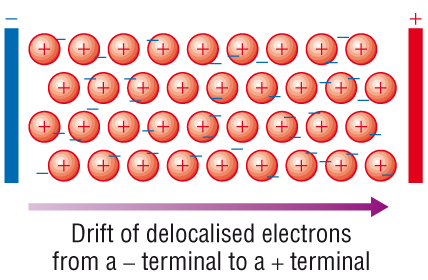 − +
+ + + + + + + + +
+ + + + + + + + +
+ + + + + + + + +
+ + + + + + + + +
Drift of delocalised electrons
from a – terminal to a + terminal